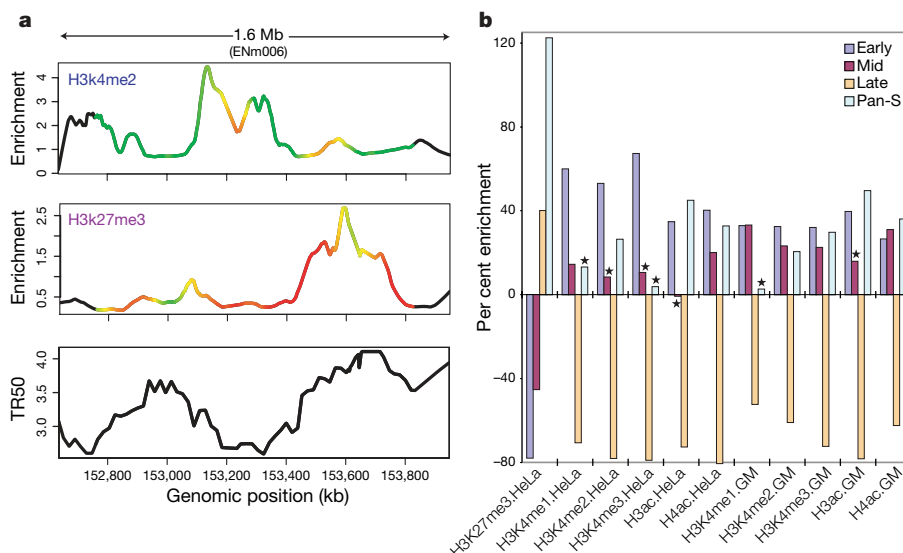 a
1.6 Mb
(ENm006)
H3k4me2
Enrichment
4
3
2
1
0
H3k27me3
Enrichment
2.5
1.5
0.5
TR50
4.0
3.5
3.0
152,800 153,000 153,200 153,400 153,600 153,800
Genomic position (kb)
b
Per cent enrichment
120
80
40
0
−40
−80
Early
Mid
Late
Pan-S
H3K27me3.HeLa
H3K4me1.HeLa
H3K4me2.HeLa
H3K4me3.HeLa
H3ac.HeLa
H4ac.HeLa
H3K4me1.GM
H3K4me2.GM
H3K4me3.GM
H3ac.GM
H4ac.GM